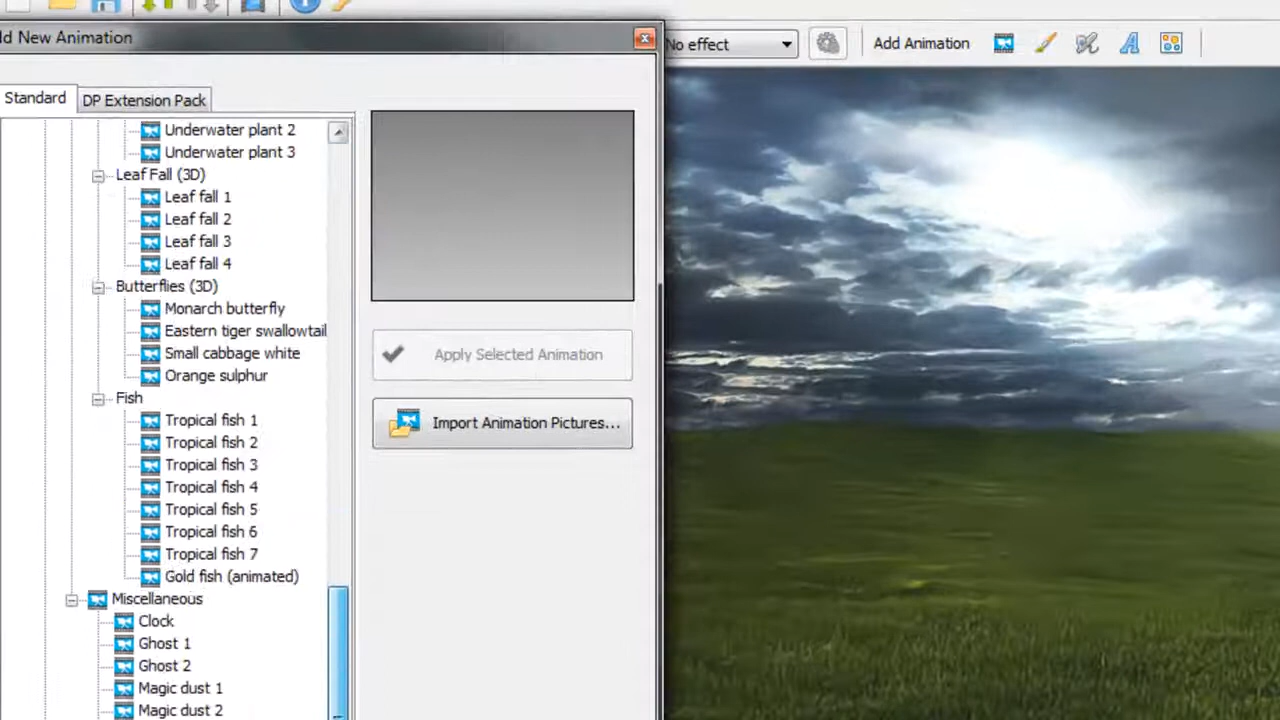 d New Animation
No effect
Add Animation
Standard
DP Extension Pack
Underwater plant 2
Underwater plant 3
Leaf Fall (3D)
Leaf fall 1
Leaf fall 2
Leaf fall 3
Leaf fall 4
Butterflies (3D)
Monarch butterfly
Eastern tiger swallowtail
Small cabbage white
Orange sulphur
Fish
Tropical fish 1
Tropical fish 2
Tropical fish 3
Tropical fish 4
Tropical fish 5
Tropical fish 6
Tropical fish 7
Gold fish (animated)
Miscellaneous
Clock
Ghost 1
Ghost 2
Magic dust 1
Magic dust 2
Apply Selected Animation
Import Animation Pictures...